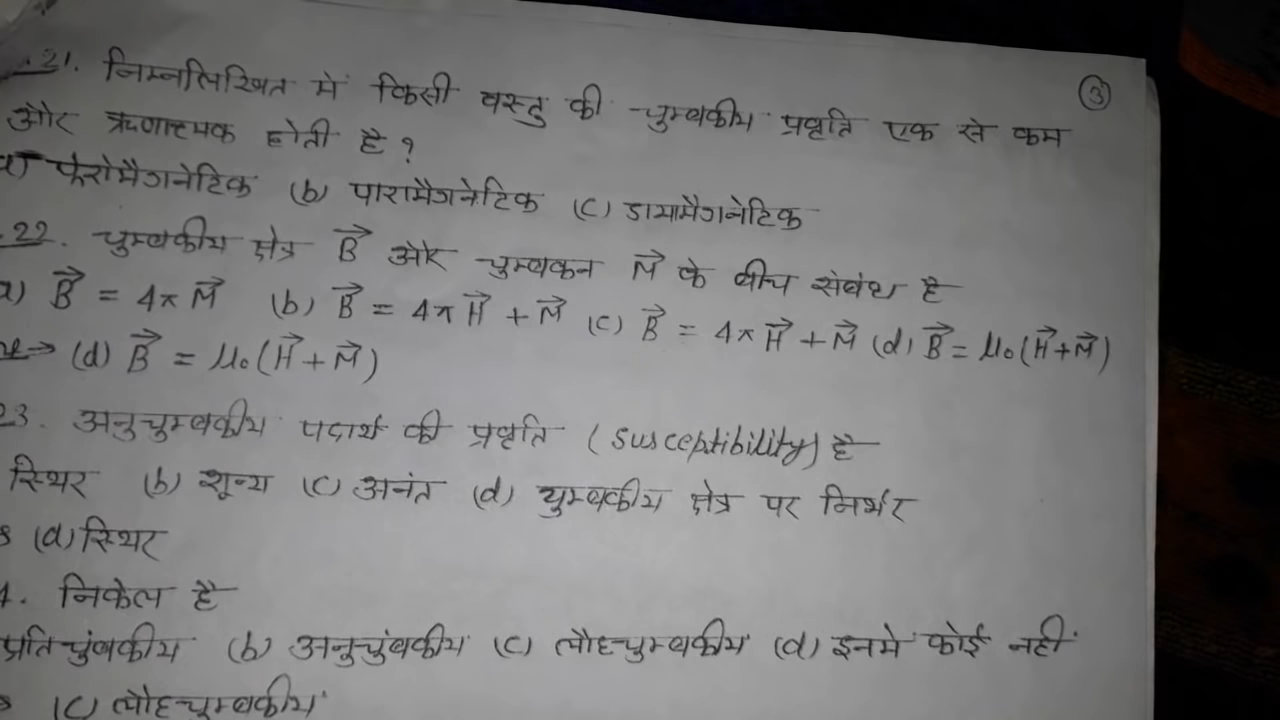 ③
21. निम्नलिखित में किसी वस्तु की चुम्बकीय प्रवृति एक से कम
और ऋणात्मक होती है ?
a) फेरोमैगनेटिक (b) पारामैगनेटिक (c) डायामैगनेटिक
.22. चुम्बकीय क्षेत्र B⃗ और चुम्बकन M⃗ के बीच संबंध है
a) B⃗ = 4π M⃗ (b) B⃗ = 4π H⃗ + M⃗ (c) B⃗ = 4π H⃗ + M⃗ (d) B⃗ = μ₀(H⃗+M⃗)
→ (d) B⃗ = μ₀(H⃗+M⃗)
23. अनुचुम्बकीय पदार्थ की प्रवृति (susceptibility) है
स्थिर (b) शून्य (c) अनंत (d) चुम्बकीय क्षेत्र पर निर्भर
(a) स्थिर
4. निकेल है
प्रतिचुंबकीय (b) अनुचुंबकीय (c) लौहचुम्बकीय (d) इनमे कोई नहीं
(c) लौहचुम्बकीय